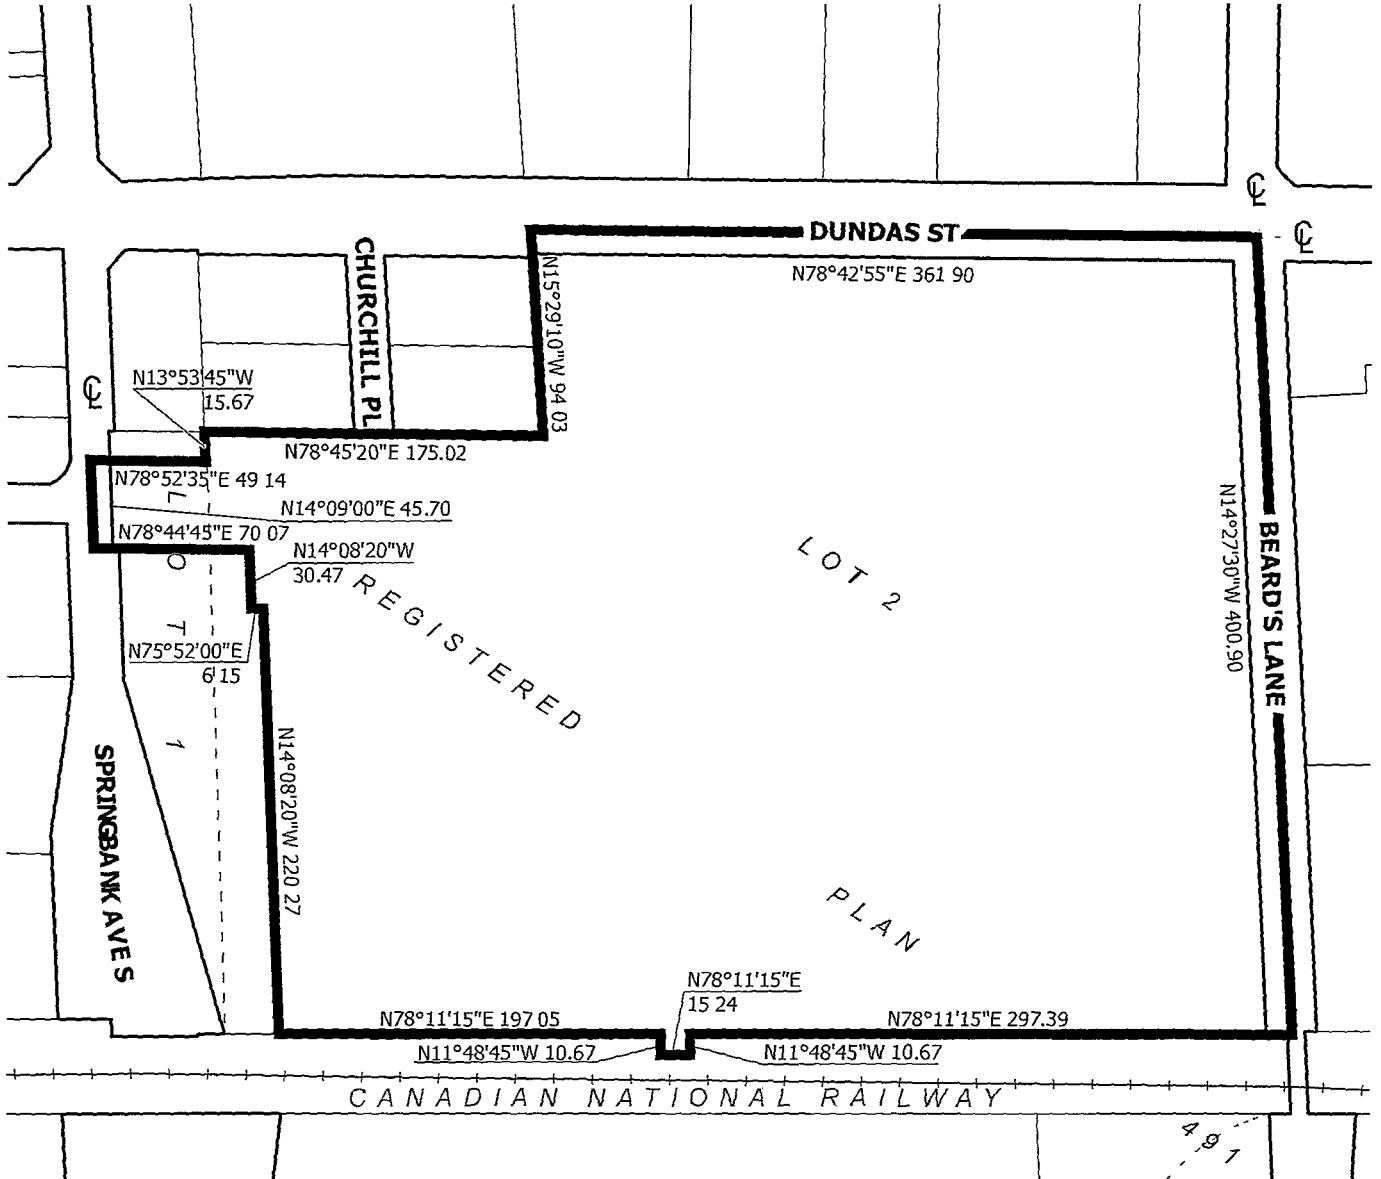 ℄
DUNDAS ST
℄
N78°42'55"E 361 90
CHURCHILL PL
N15°29'10"W 94 03
N13°53'45"W
15.67
℄
N78°45'20"E 175.02
N78°52'35"E 49 14
N14°09'00"E 45.70
N78°44'45"E 70 07
N14°08'20"W
30.47
N75°52'00"E
6 15
LOT 1
LOT 2
REGISTERED
PLAN
N14°27'30"W 400.90
BEARD'S LANE
SPRINGBANK AVE S
N14°08'20"W 220 27
N78°11'15"E
15 24
N78°11'15"E 197 05
N78°11'15"E 297.39
N11°48'45"W 10.67
N11°48'45"W 10.67
CANADIAN NATIONAL RAILWAY
491